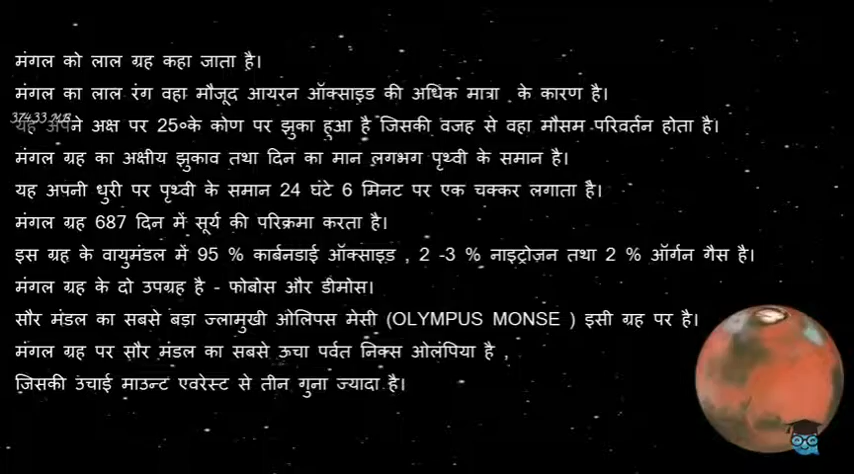 मंगल को लाल ग्रह कहा जाता है।
मंगल का लाल रंग वहा मौजूद आयरन ऑक्साइड की अधिक मात्रा के कारण है।
37433 MB
यह अपने अक्ष पर 25०के कोण पर झुका हुआ है जिसकी वजह से वहा मौसम परिवर्तन होता है।
मंगल ग्रह का अक्षीय झुकाव तथा दिन का मान लगभग पृथ्वी के समान है।
यह अपनी धुरी पर पृथ्वी के समान 24 घंटे 6 मिनट पर एक चक्कर लगाता है।
मंगल ग्रह 687 दिन में सूर्य की परिक्रमा करता है।
इस ग्रह के वायुमंडल में 95 % कार्बनडाई ऑक्साइड , 2 -3 % नाइट्रोज़न तथा 2 % ऑर्गन गैस है।
मंगल ग्रह के दो उपग्रह है - फोबोस और डीमोस।
सौर मंडल का सबसे बड़ा ज्लामुखी ओलिपस मेसी (OLYMPUS MONSE ) इसी ग्रह पर है।
मंगल ग्रह पर सौर मंडल का सबसे ऊचा पर्वत निक्स ओलंपिया है ,
जिसकी उंचाई माउन्ट एवरेस्ट से तीन गुना ज्यादा है।